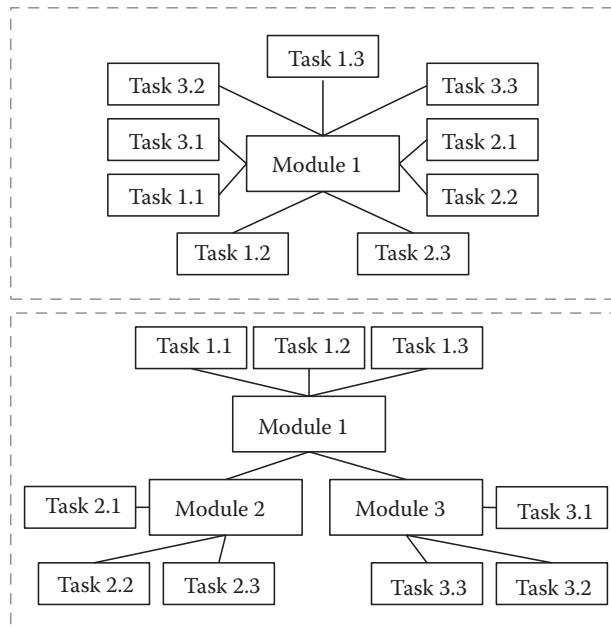 Task 1.3
Task 3.2
Task 3.3
Task 3.1
Module 1
Task 2.1
Task 1.1
Task 2.2
Task 1.2
Task 2.3
Task 1.1
Task 1.2
Task 1.3
Module 1
Task 2.1
Module 2
Module 3
Task 3.1
Task 2.2
Task 2.3
Task 3.3
Task 3.2